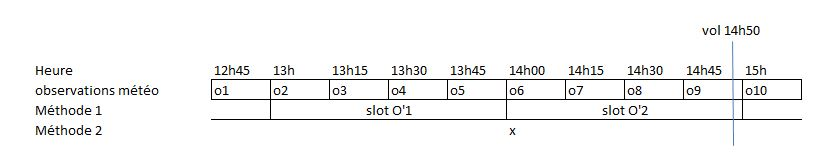 vol 14h50
Heure 12h45 13h 13h15 13h30 13h45 14h00 14h15 14h30 14h45 15h
observations météo o1 o2 o3 o4 o5 o6 o7 o8 o9 o10
Méthode 1 slot O'1 slot O'2
Méthode 2 x